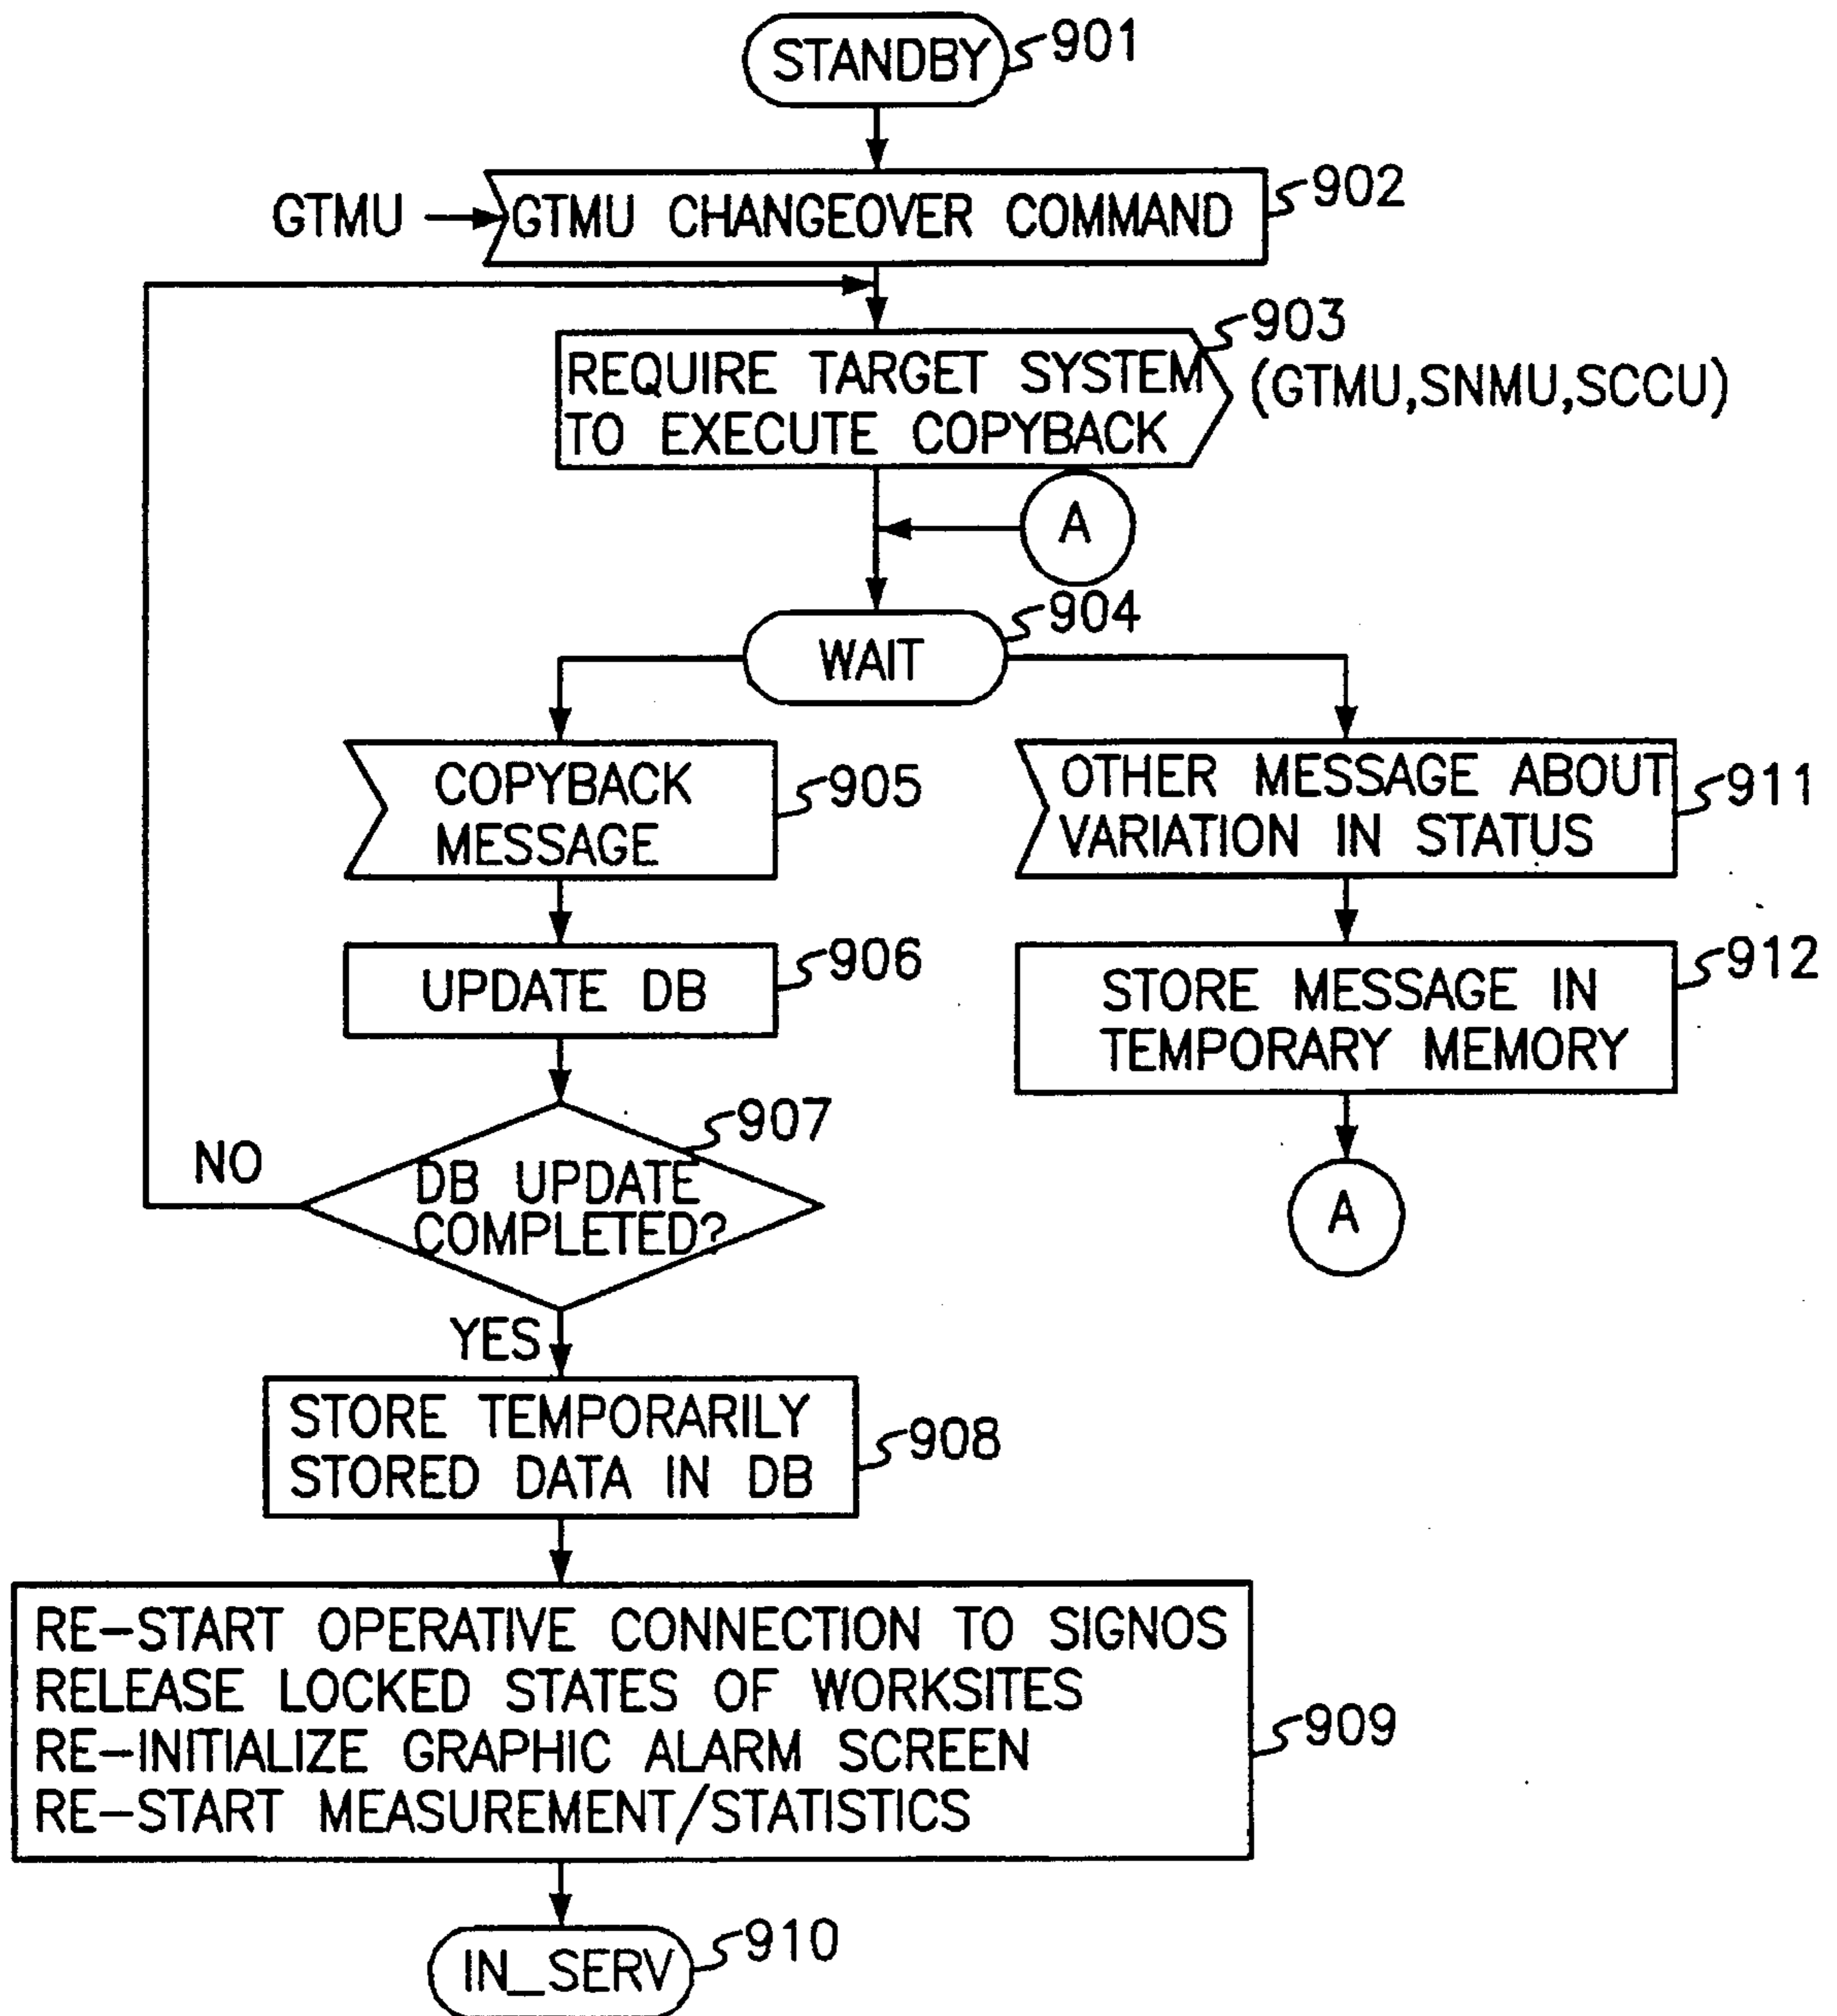 STANDBY 901
GTMU GTMU CHANGEOVER COMMAND 902
903
REQUIRE TARGET SYSTEM
TO EXECUTE COPYBACK
(GTMU,SNMU,SCCU)
A
904
WAIT
COPYBACK
MESSAGE
905
OTHER MESSAGE ABOUT
VARIATION IN STATUS
911
UPDATE DB 906
STORE MESSAGE IN
TEMPORARY MEMORY
912
907
NO
DB UPDATE
COMPLETED?
A
YES
STORE TEMPORARILY
STORED DATA IN DB
908
RE-START OPERATIVE CONNECTION TO SIGNOS
RELEASE LOCKED STATES OF WORKSITES
RE-INITIALIZE GRAPHIC ALARM SCREEN
RE-START MEASUREMENT/STATISTICS
909
IN_SERV 910